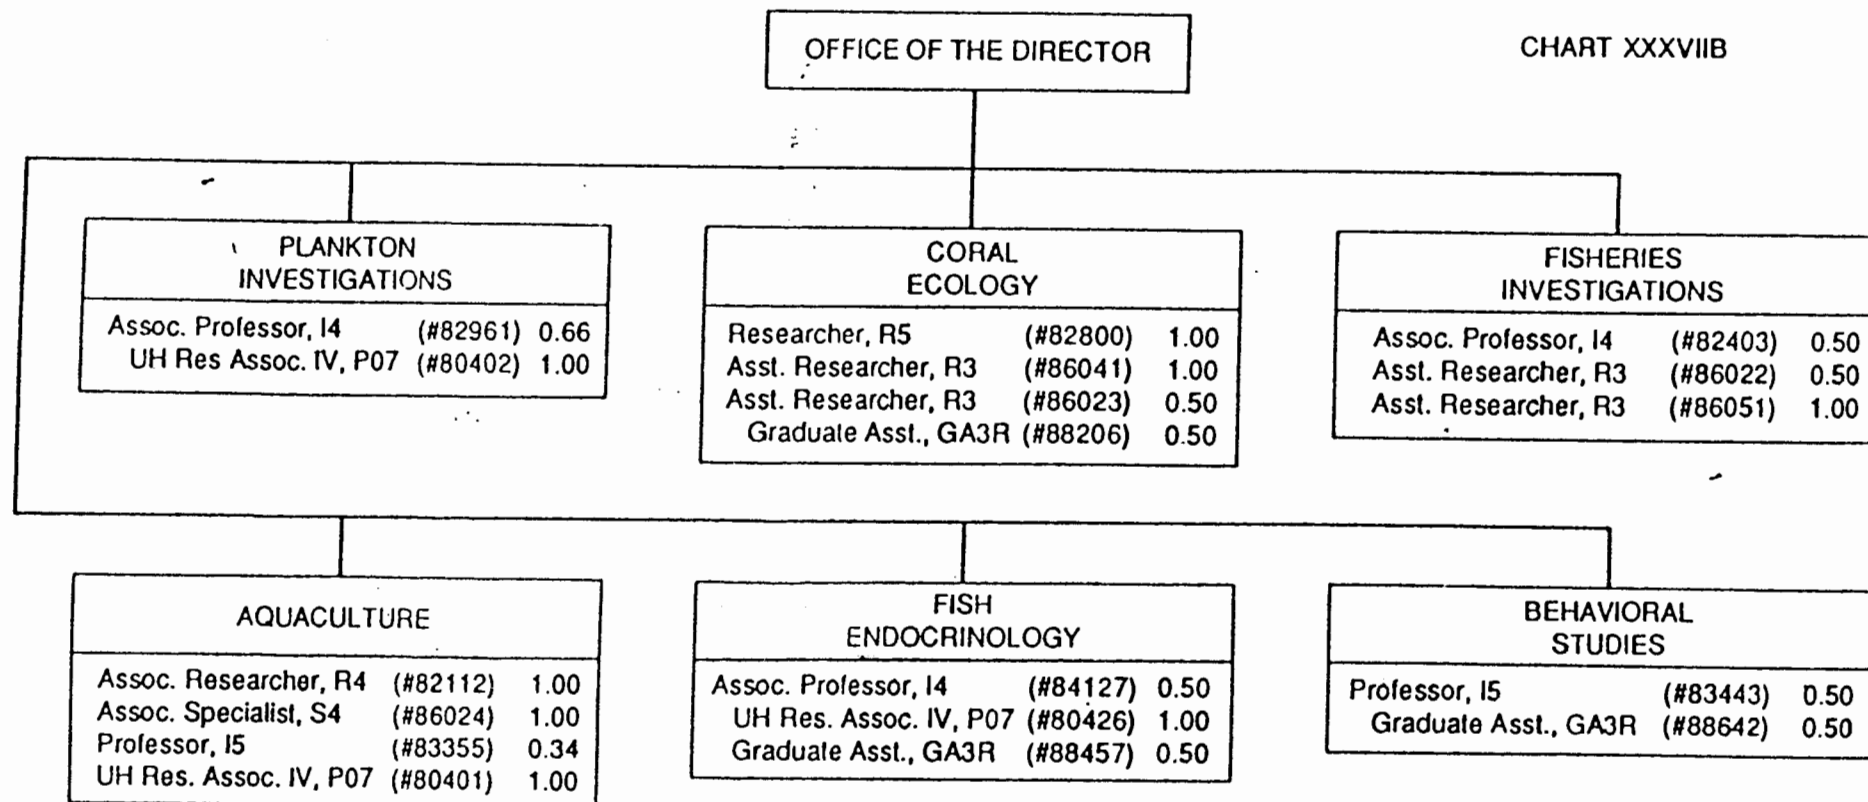 OFFICE OF THE DIRECTOR
CHART XXXVIIB
PLANKTON
INVESTIGATIONS
Assoc. Professor, I4 (#82961) 0.66
UH Res Assoc. IV, P07 (#80402) 1.00
CORAL
ECOLOGY
Researcher, R5 (#82800) 1.00
Asst. Researcher, R3 (#86041) 1.00
Asst. Researcher, R3 (#86023) 0.50
Graduate Asst., GA3R (#88206) 0.50
FISHERIES
INVESTIGATIONS
Assoc. Professor, I4 (#82403) 0.50
Asst. Researcher, R3 (#86022) 0.50
Asst. Researcher, R3 (#86051) 1.00
AQUACULTURE
Assoc. Researcher, R4 (#82112) 1.00
Assoc. Specialist, S4 (#86024) 1.00
Professor, I5 (#83355) 0.34
UH Res. Assoc. IV, P07 (#80401) 1.00
FISH
ENDOCRINOLOGY
Assoc. Professor, I4 (#84127) 0.50
UH Res. Assoc. IV, P07 (#80426) 1.00
Graduate Asst., GA3R (#88457) 0.50
BEHAVIORAL
STUDIES
Professor, I5 (#83443) 0.50
Graduate Asst., GA3R (#88642) 0.50